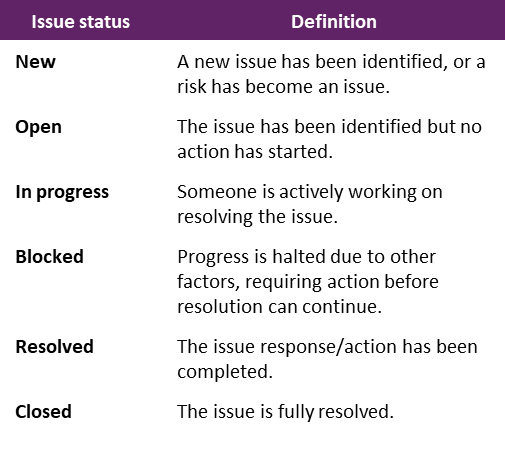 Issue status Definition
New A new issue has been identified, or a
risk has become an issue.
Open The issue has been identified but no
action has started.
In progress Someone is actively working on
resolving the issue.
Blocked Progress is halted due to other
factors, requiring action before
resolution can continue.
Resolved The issue response/action has been
completed.
Closed The issue is fully resolved.